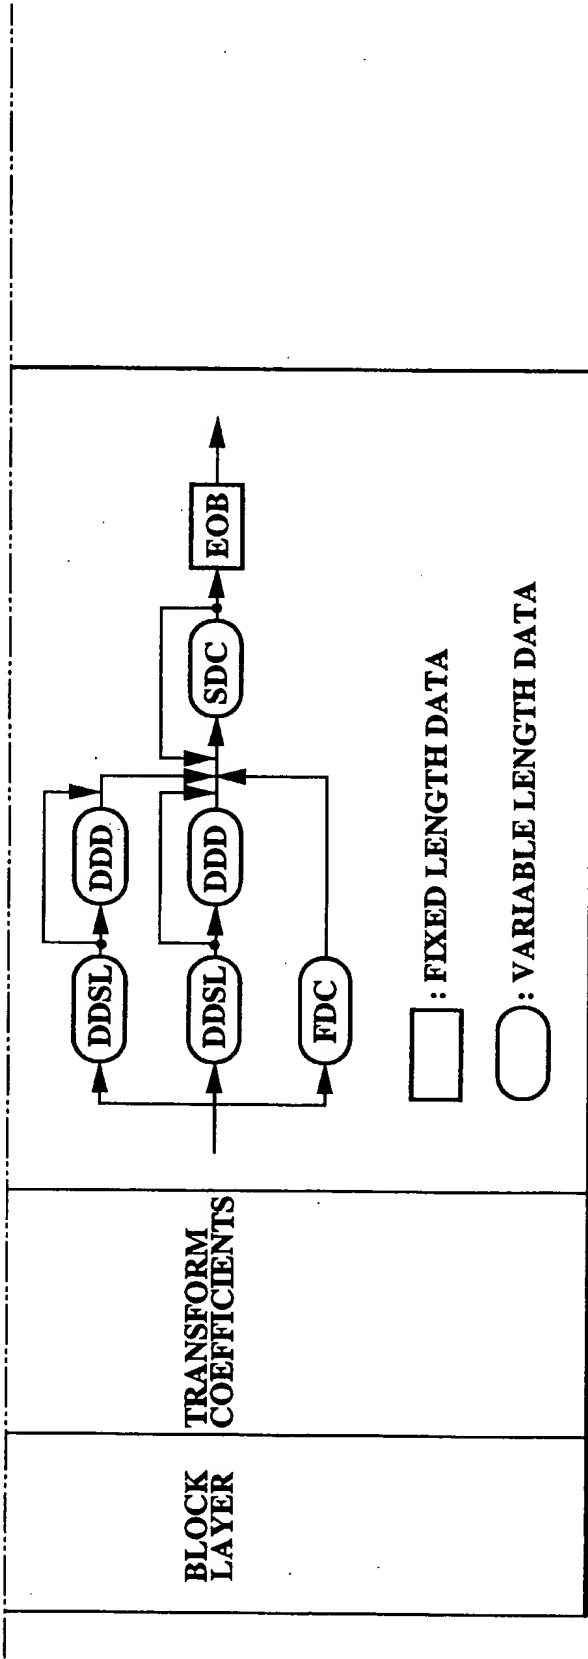 BLOCK
LAYER
TRANSFORM
COEFFICIENTS
DDSL
DDD
DDSL
DDD
FDC
SDC
EOB
: FIXED LENGTH DATA
: VARIABLE LENGTH DATA